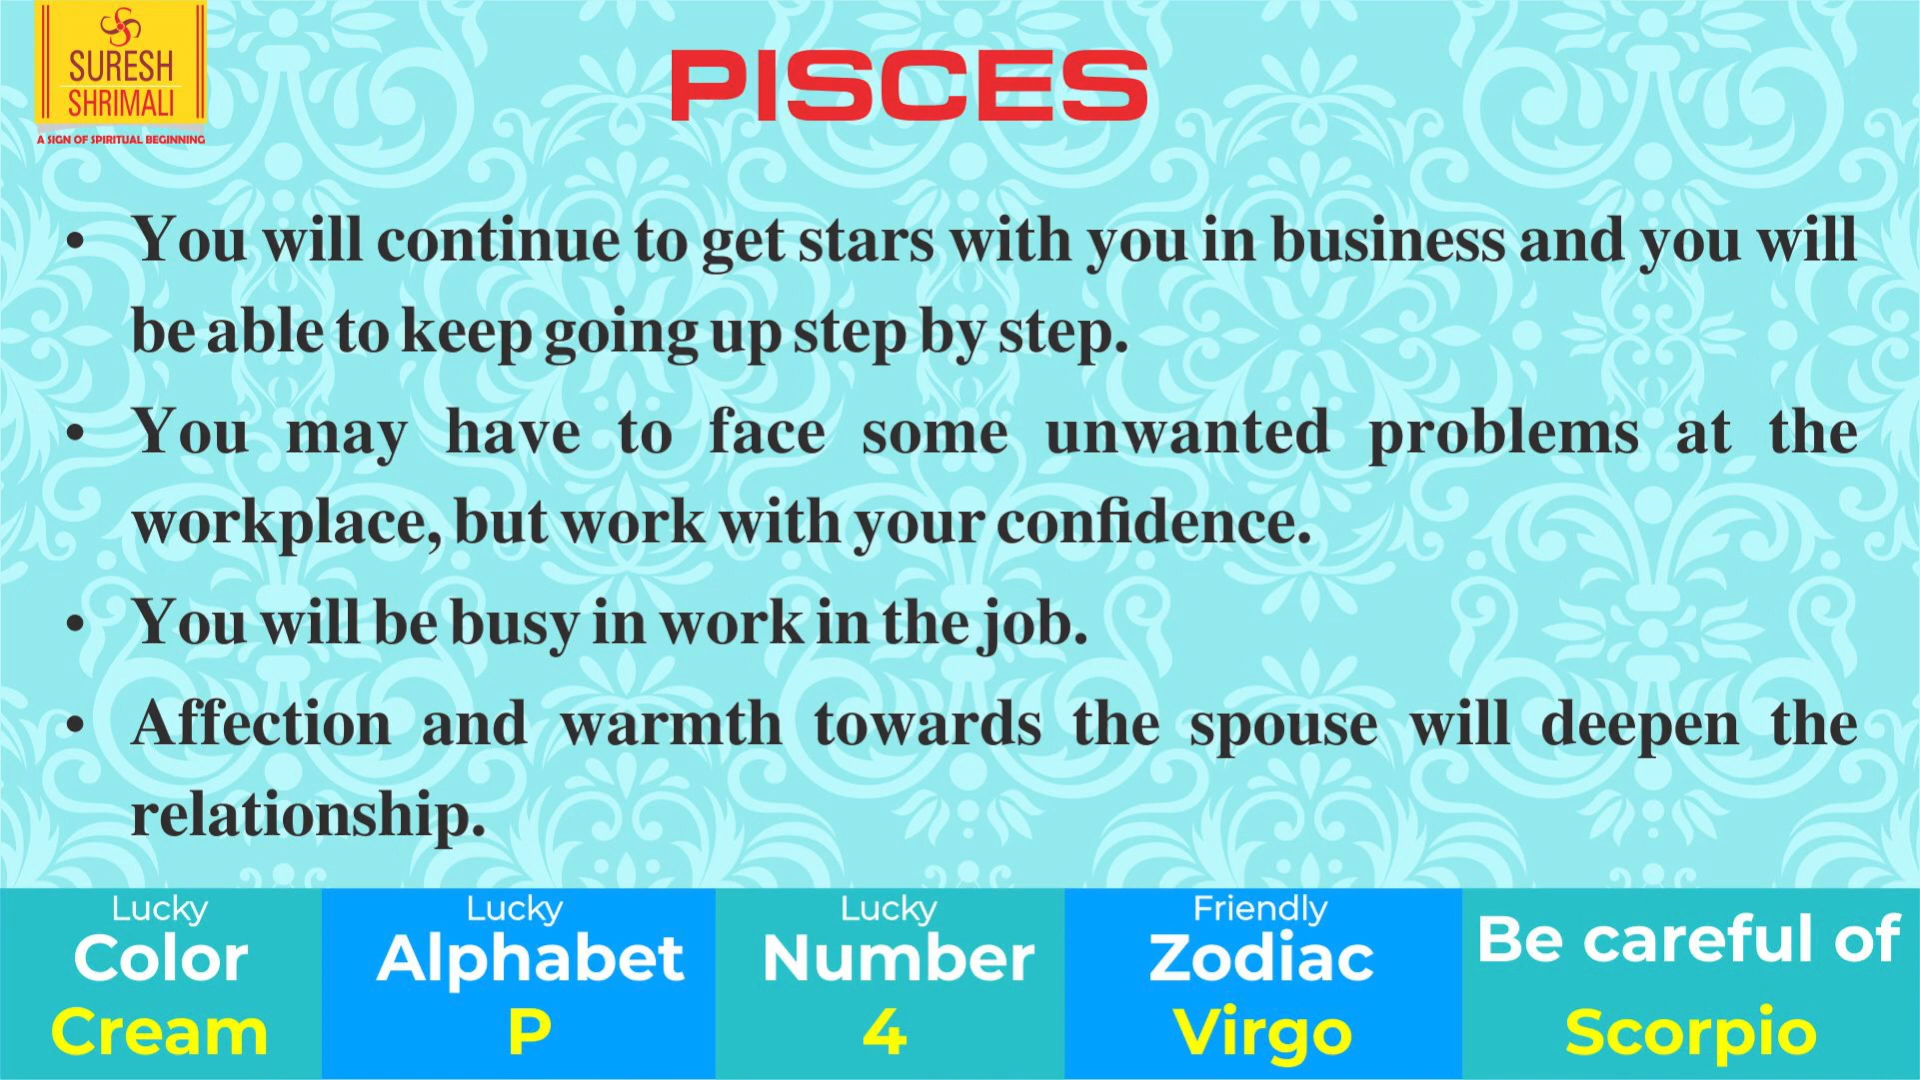 SURESH
SHRIMALI
A SIGN OF SPIRITUAL BEGINNING
PISCES
• You will continue to get stars with you in business and you will
be able to keep going up step by step.
• You may have to face some unwanted problems at the
workplace, but work with your confidence.
• You will be busy in work in the job.
• Affection and warmth towards the spouse will deepen the
relationship.
Lucky
Color
Cream
Lucky
Alphabet
P
Lucky
Number
4
Friendly
Zodiac
Virgo
Be careful of
Scorpio